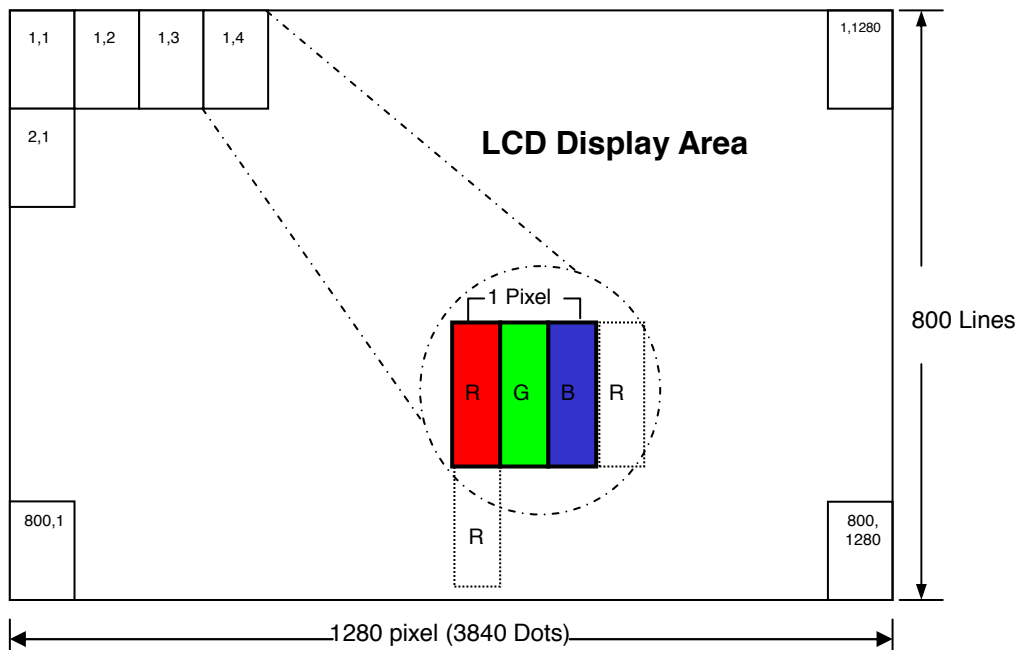 1,1
1,2
1,3
1,4
1,1280
2,1
LCD Display Area
1 Pixel
800 Lines
R
G
B
R
800,1
R
800,
1280
1280 pixel (3840 Dots)